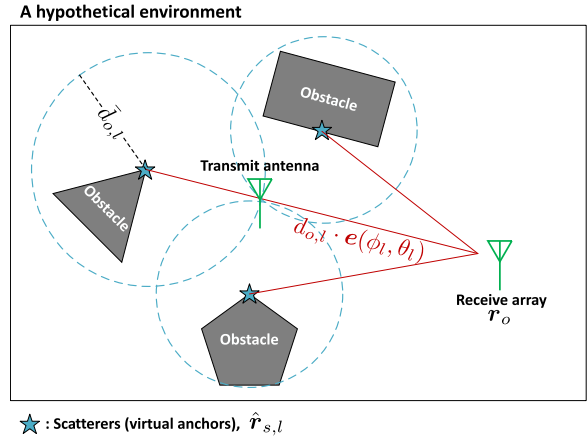 A hypothetical environment
Obstacle
d̄ₒ,ₗ
Transmit antenna
Obstacle
dₒ,ₗ · e(ϕₗ, θₗ)
Receive array
rₒ
Obstacle
: Scatterers (virtual anchors), r̂ₛ,ₗ